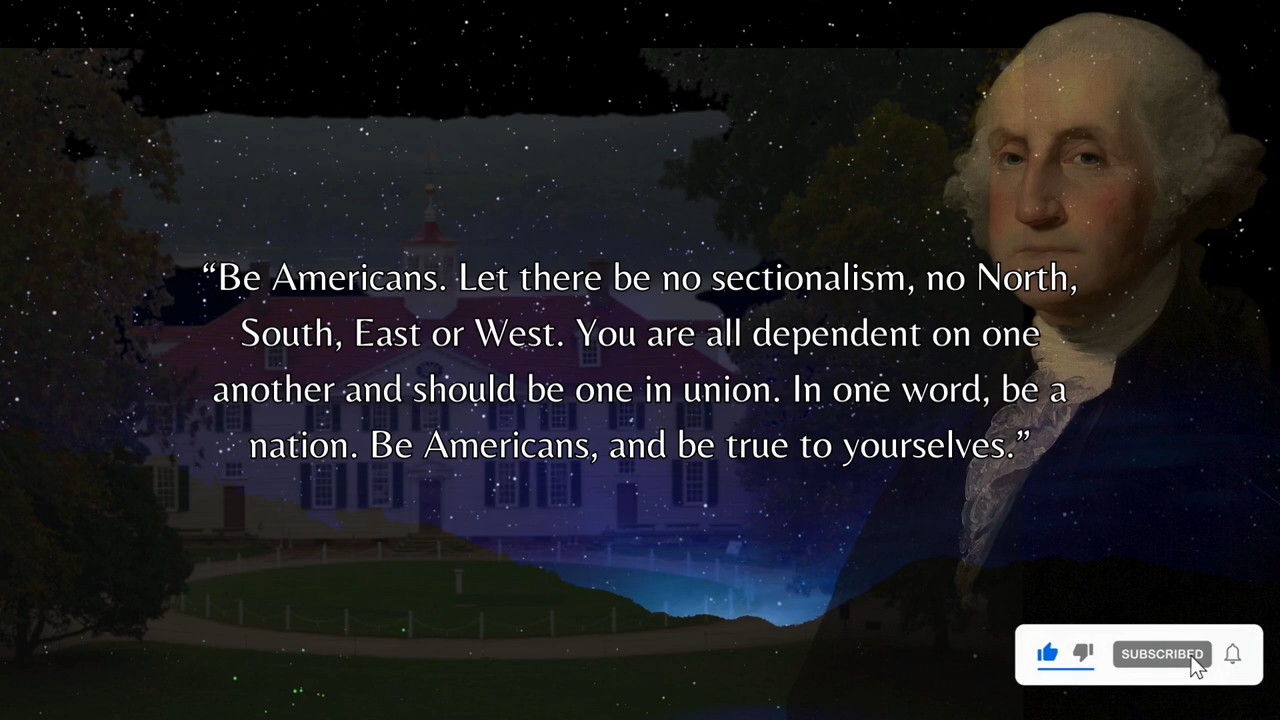 “Be Americans. Let there be no sectionalism, no North,
South, East or West. You are all dependent on one
another and should be one in union. In one word, be a
nation. Be Americans, and be true to yourselves.”
SUBSCRIBED